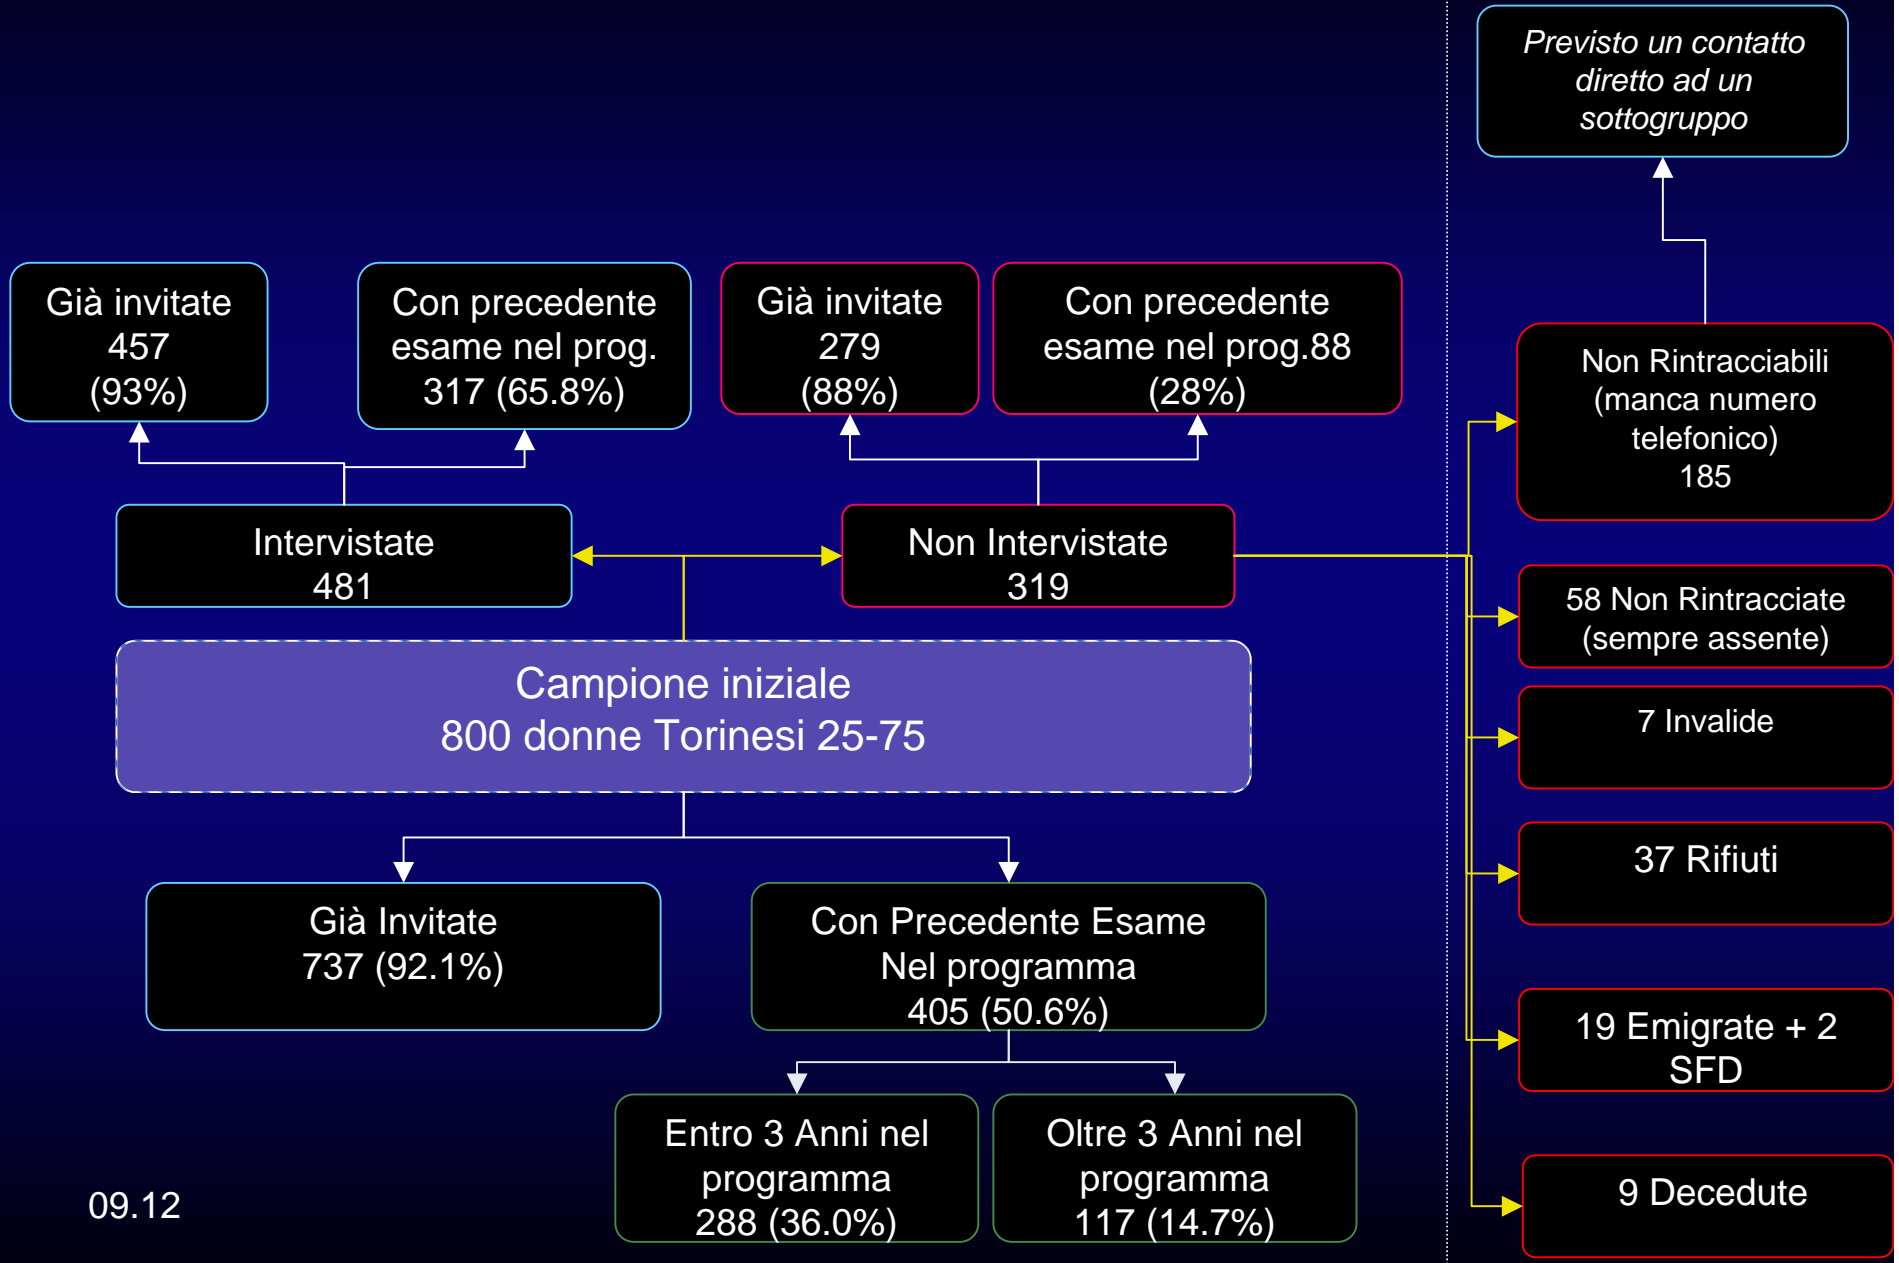 Previsto un contatto
diretto ad un
sottogruppo
Già invitate
457
(93%)
Con precedente
esame nel prog.
317 (65.8%)
Già invitate
279
(88%)
Con precedente
esame nel prog.88
(28%)
Non Rintracciabili
(manca numero
telefonico)
185
Intervistate
481
Non Intervistate
319
58 Non Rintracciate
(sempre assente)
Campione iniziale
800 donne Torinesi 25-75
7 Invalide
37 Rifiuti
Già Invitate
737 (92.1%)
Con Precedente Esame
Nel programma
405 (50.6%)
19 Emigrate + 2
SFD
Entro 3 Anni nel
programma
288 (36.0%)
Oltre 3 Anni nel
programma
117 (14.7%)
9 Decedute
09.12